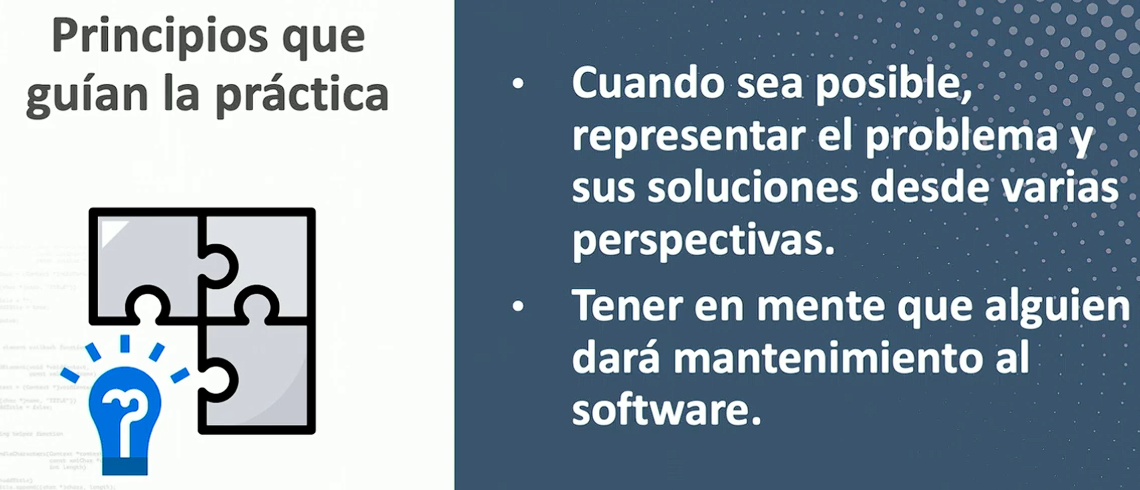 Principios que
guían la práctica
• Cuando sea posible,
representar el problema y
sus soluciones desde varias
perspectivas.
• Tener en mente que alguien
dará mantenimiento al
software.